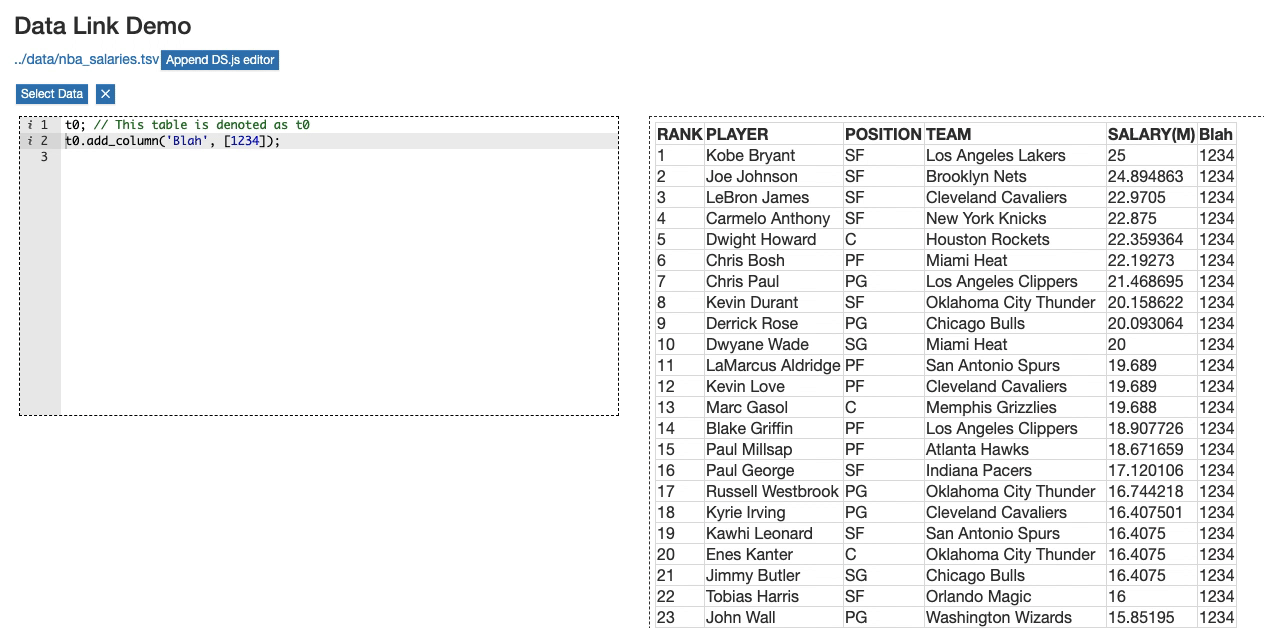 Data Link Demo
../data/nba_salaries.tsv Append DS.js editor
Select Data ×
i 1 t0; // This table is denoted as t0
i 2 t0.add_column('Blah', [1234]);
3
RANK PLAYER POSITION TEAM SALARY(M) Blah
1 Kobe Bryant SF Los Angeles Lakers 25 1234
2 Joe Johnson SF Brooklyn Nets 24.894863 1234
3 LeBron James SF Cleveland Cavaliers 22.9705 1234
4 Carmelo Anthony SF New York Knicks 22.875 1234
5 Dwight Howard C Houston Rockets 22.359364 1234
6 Chris Bosh PF Miami Heat 22.19273 1234
7 Chris Paul PG Los Angeles Clippers 21.468695 1234
8 Kevin Durant SF Oklahoma City Thunder 20.158622 1234
9 Derrick Rose PG Chicago Bulls 20.093064 1234
10 Dwyane Wade SG Miami Heat 20 1234
11 LaMarcus Aldridge PF San Antonio Spurs 19.689 1234
12 Kevin Love PF Cleveland Cavaliers 19.689 1234
13 Marc Gasol C Memphis Grizzlies 19.688 1234
14 Blake Griffin PF Los Angeles Clippers 18.907726 1234
15 Paul Millsap PF Atlanta Hawks 18.671659 1234
16 Paul George SF Indiana Pacers 17.120106 1234
17 Russell Westbrook PG Oklahoma City Thunder 16.744218 1234
18 Kyrie Irving PG Cleveland Cavaliers 16.407501 1234
19 Kawhi Leonard SF San Antonio Spurs 16.4075 1234
20 Enes Kanter C Oklahoma City Thunder 16.4075 1234
21 Jimmy Butler SG Chicago Bulls 16.4075 1234
22 Tobias Harris SF Orlando Magic 16 1234
23 John Wall PG Washington Wizards 15.85195 1234